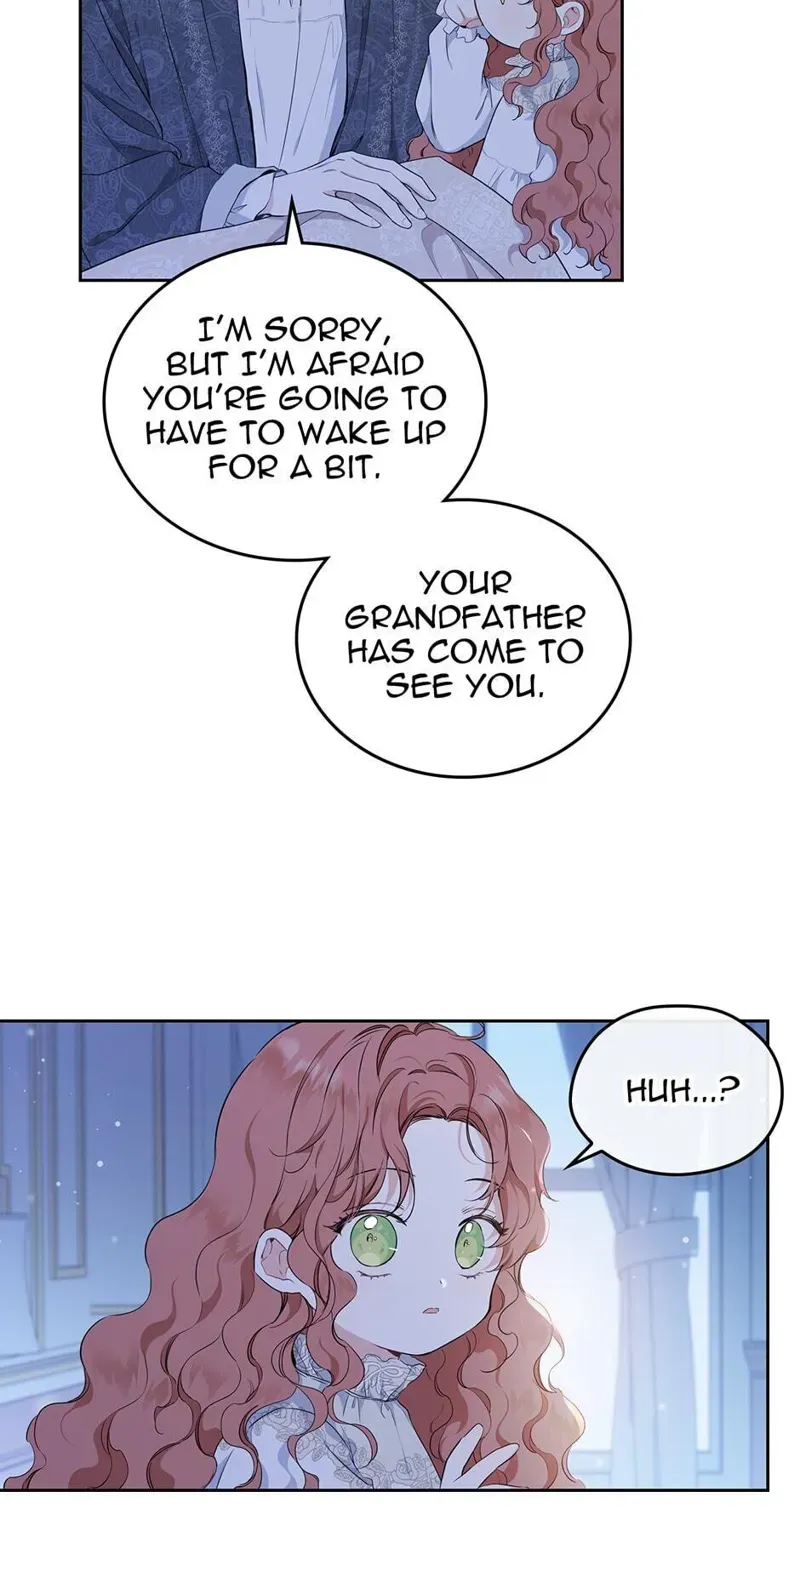 I'M SORRY,
BUT I'M AFRAID
YOU'RE GOING TO
HAVE TO WAKE UP
FOR A BIT.
YOUR
GRANDFATHER
HAS COME TO
SEE YOU.
HUH...?